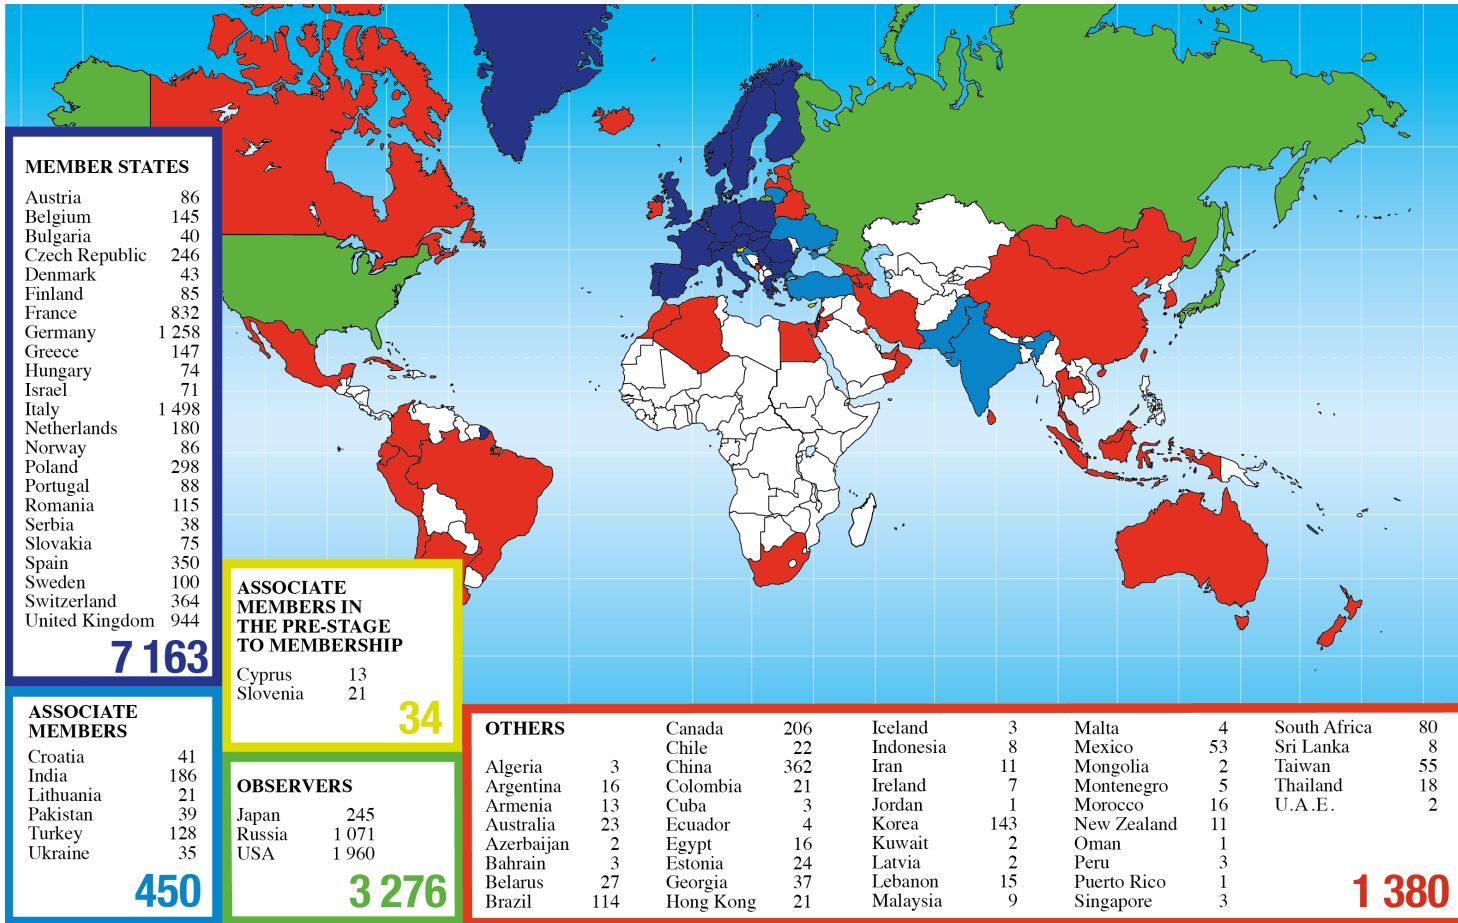 MEMBER STATES
Austria 86
Belgium 145
Bulgaria 40
Czech Republic 246
Denmark 43
Finland 85
France 832
Germany 1 258
Greece 147
Hungary 74
Israel 71
Italy 1 498
Netherlands 180
Norway 86
Poland 298
Portugal 88
Romania 115
Serbia 38
Slovakia 75
Spain 350
Sweden 100
Switzerland 364
United Kingdom 944
7 163
ASSOCIATE
MEMBERS
Croatia 41
India 186
Lithuania 21
Pakistan 39
Turkey 128
Ukraine 35
450
ASSOCIATE
MEMBERS IN
THE PRE-STAGE
TO MEMBERSHIP
Cyprus 13
Slovenia 21
34
OBSERVERS
Japan 245
Russia 1 071
USA 1 960
3 276
OTHERS
Algeria 3
Argentina 16
Armenia 13
Australia 23
Azerbaijan 2
Bahrain 3
Belarus 27
Brazil 114
Canada 206
Chile 22
China 362
Colombia 21
Cuba 3
Ecuador 4
Egypt 16
Estonia 24
Georgia 37
Hong Kong 21
Iceland 3
Indonesia 8
Iran 11
Ireland 7
Jordan 1
Korea 143
Kuwait 2
Latvia 2
Lebanon 15
Malaysia 9
Malta 4
Mexico 53
Mongolia 2
Montenegro 5
Morocco 16
New Zealand 11
Oman 1
Peru 3
Puerto Rico 1
Singapore 3
South Africa 80
Sri Lanka 8
Taiwan 55
Thailand 18
U.A.E. 2
1 380